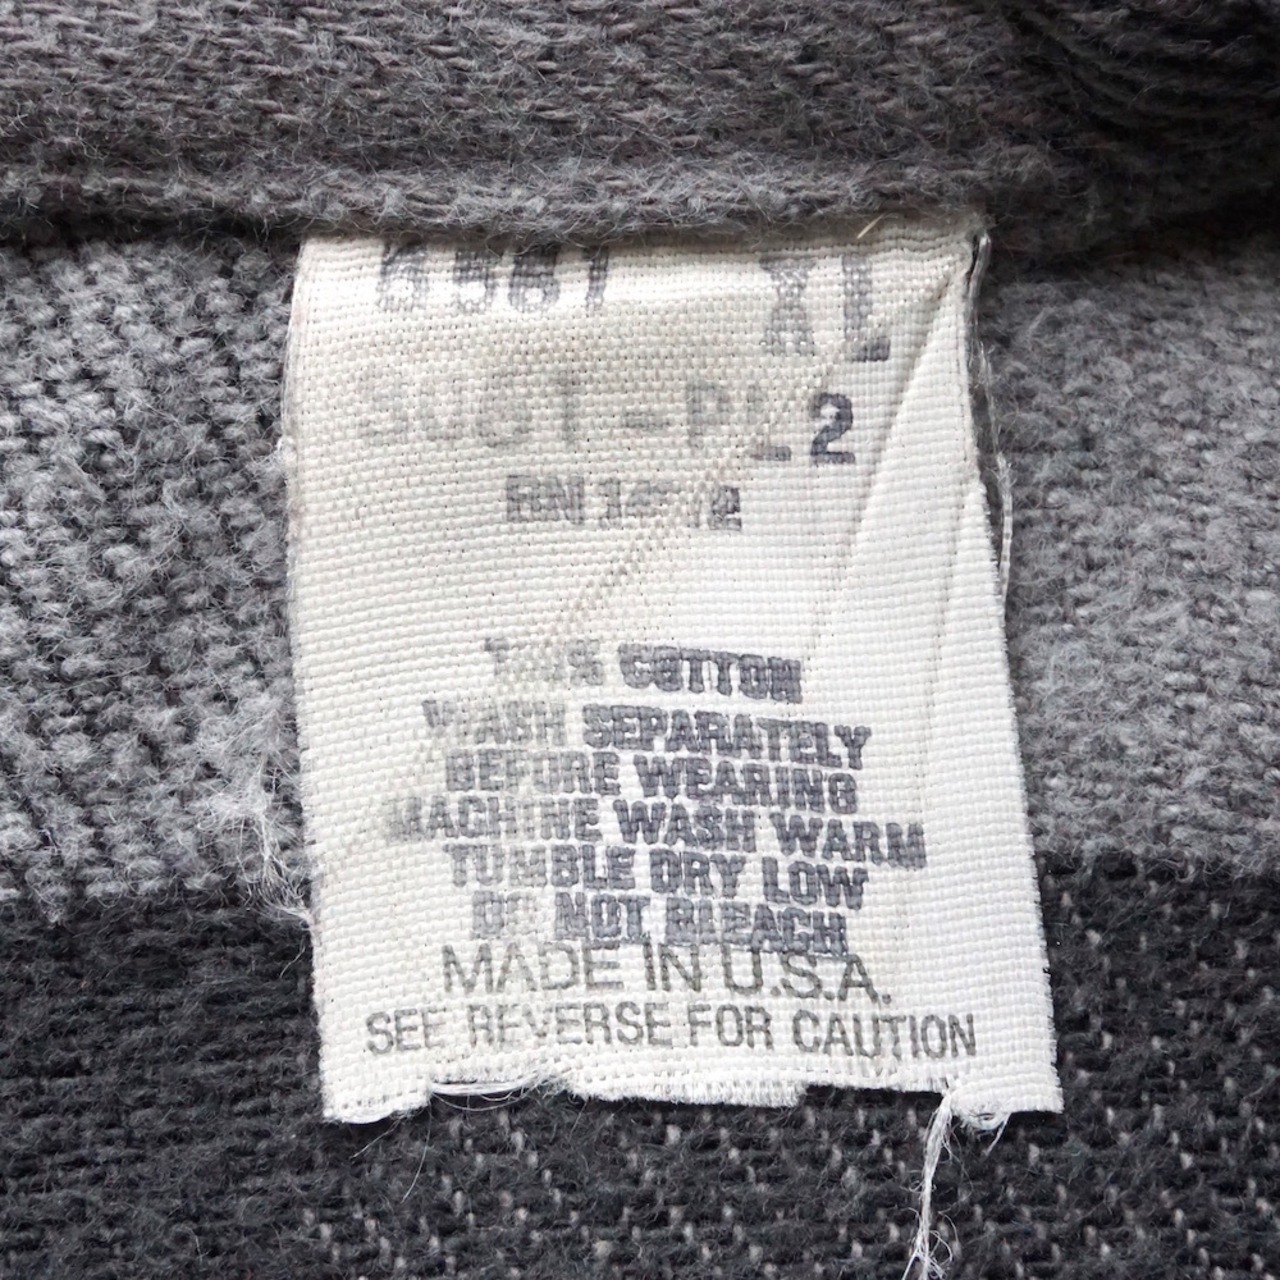 XL
2
COTTON
WASH SEPARATELY
BEFORE WEARING
MACHINE WASH WARM
TUMBLE DRY LOW
DO NOT BLEACH
MADE IN U.S.A.
SEE REVERSE FOR CAUTION